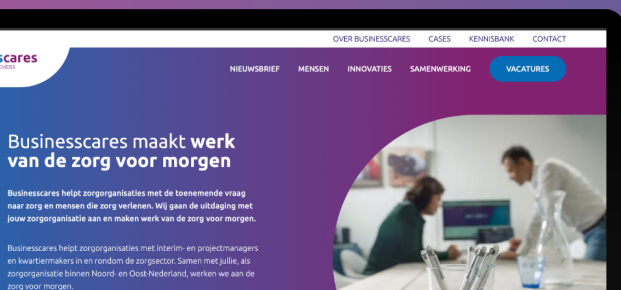 OVER BUSINESSCARES CASES KENNISBANK CONTACT
scares
NIEUWSBRIEF MENSEN INNOVATIES SAMENWERKING VACATURES
Businesscares maakt werk
van de zorg voor morgen
Businesscares helpt zorgorganisaties met de toenemende vraag
naar zorg en mensen die zorg verlenen. Wij gaan de uitdaging met
jouw zorgorganisatie aan en maken werk van de zorg voor morgen.
Businesscares helpt zorgorganisaties met interim- en projectmanagers
en kwartiermakers in en rondom de zorgsector. Samen met jullie, als
zorgorganisatie binnen Noord- en Oost-Nederland, werken we aan de
zorg voor morgen.